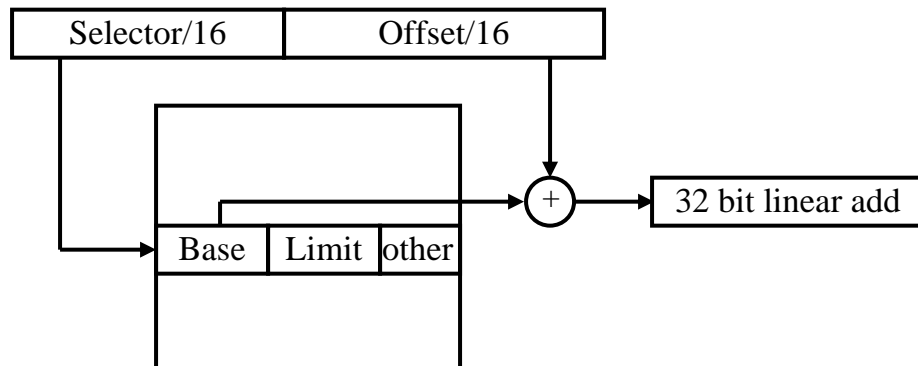 Selector/16 Offset/16
+ 32 bit linear add
Base Limit other